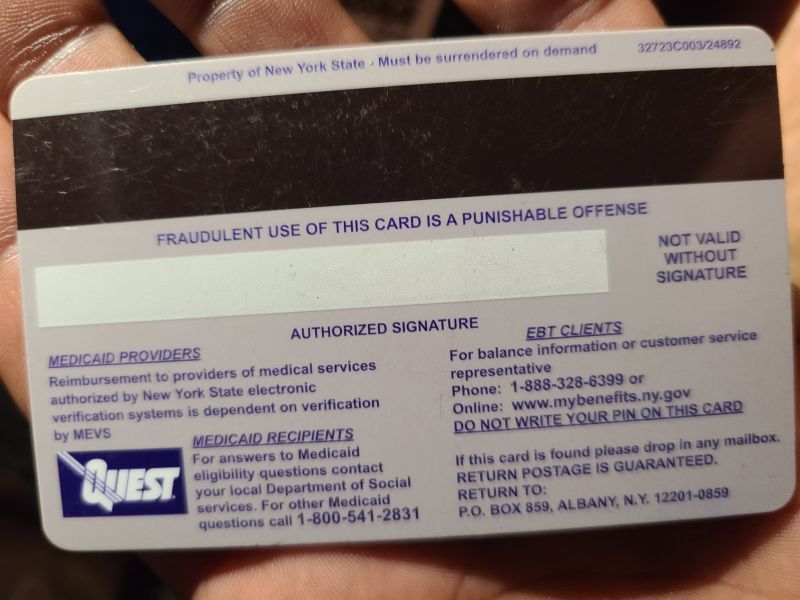 Property of New York State - Must be surrendered on demand 32723C003/24892
FRAUDULENT USE OF THIS CARD IS A PUNISHABLE OFFENSE
NOT VALID
WITHOUT
SIGNATURE
AUTHORIZED SIGNATURE
MEDICAID PROVIDERS
Reimbursement to providers of medical services
authorized by New York State electronic
verification systems is dependent on verification
by MEVS
QUEST
MEDICAID RECIPIENTS
For answers to Medicaid
eligibility questions contact
your local Department of Social
services. For other Medicaid
questions call 1-800-541-2831
EBT CLIENTS
For balance information or customer service
representative
Phone: 1-888-328-6399 or
Online: www.mybenefits.ny.gov
DO NOT WRITE YOUR PIN ON THIS CARD
If this card is found please drop in any mailbox.
RETURN POSTAGE IS GUARANTEED.
RETURN TO:
P.O. BOX 859, ALBANY, N.Y. 12201-0859